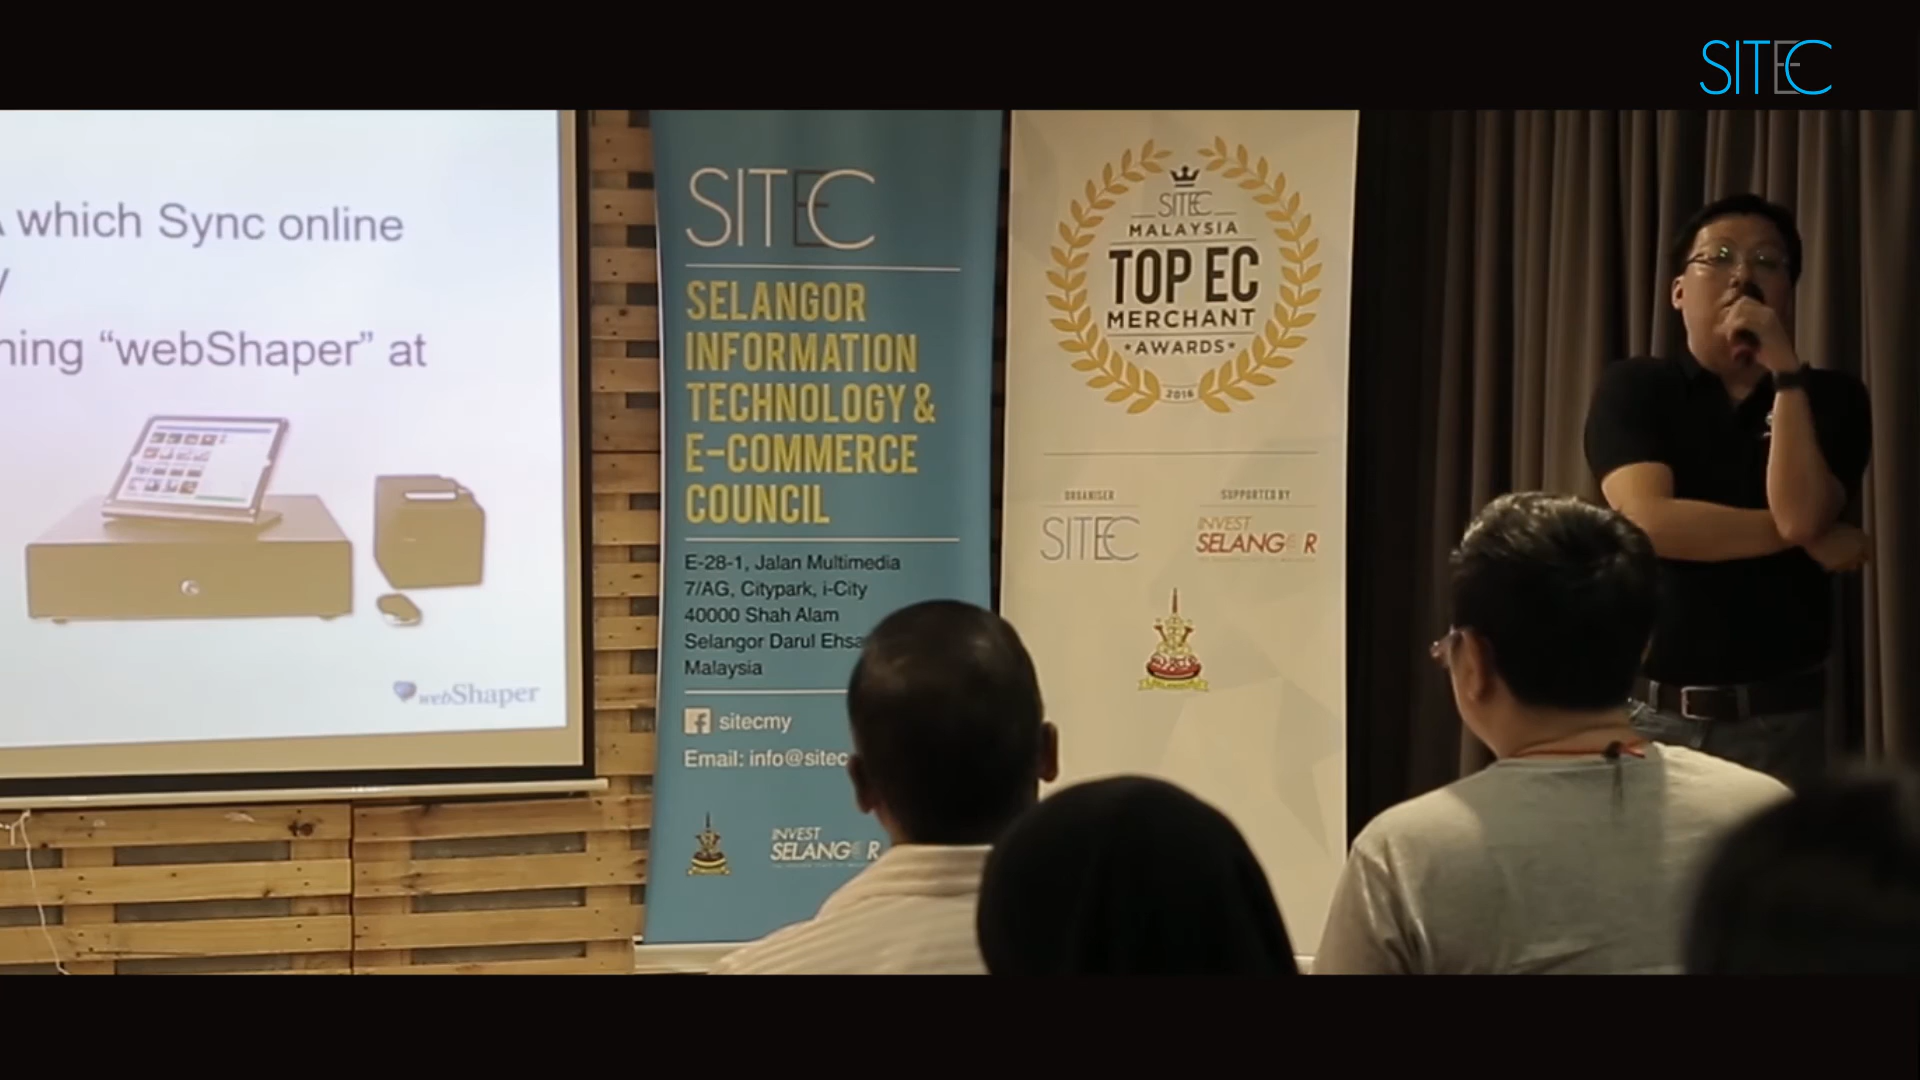 SITEC
which Sync online
ning “webShaper” at
webShaper
SITEC
SELANGOR
INFORMATION
TECHNOLOGY &
E-COMMERCE
COUNCIL
E-28-1, Jalan Multimedia
7/AG, Citypark, i-City
40000 Shah Alam
Selangor Darul Ehsa
Malaysia
sitecmy
Email: info@sitec
INVEST
SELANGOR
SITEC
MALAYSIA
TOP EC
MERCHANT
AWARDS
2016
ORGANISER
SITEC
SUPPORTED BY
INVEST
SELANGOR